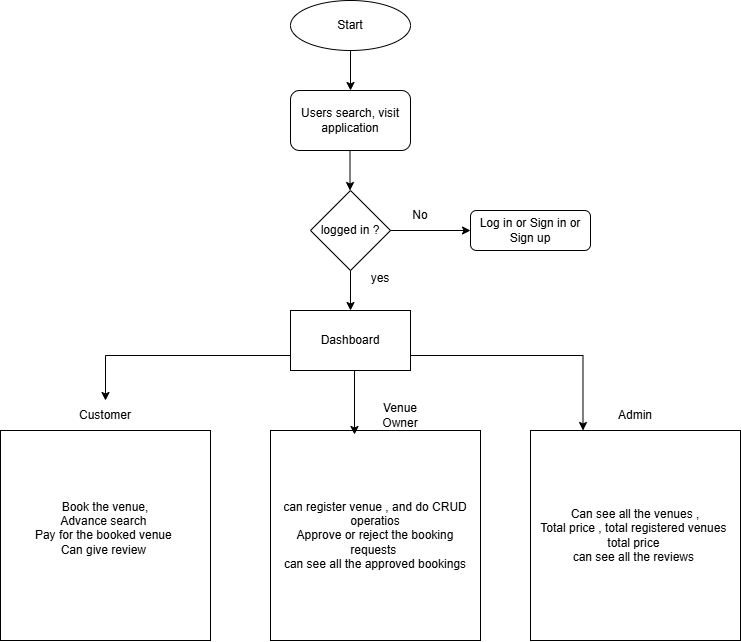 Start
Users search, visit
application
logged in ?
No
Log in or Sign in or
Sign up
yes
Dashboard
Customer
Venue
Owner
Admin
Book the venue,
Advance search
Pay for the booked venue
Can give review
can register venue , and do CRUD
operatios
Approve or reject the booking
requests
can see all the approved bookings
Can see all the venues ,
Total price , total registered venues
total price
can see all the reviews